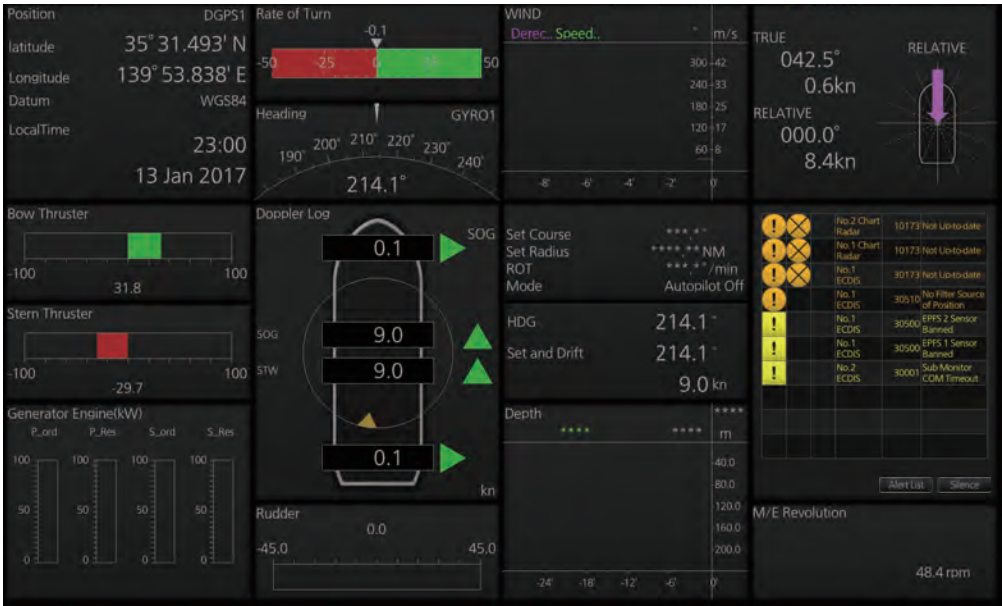 Position DGPS1
latitude 35°31.493' N
Longitude 139°53.838' E
Datum WGS84
LocalTime
23:00
13 Jan 2017
Rate of Turn
-0.1
-50 -25 0 50
Heading GYRO1
190° 200° 210° 220° 230° 240°
214.1°
WIND
Derec.. Speed.. ° m/s
300 42
240 33
180 25
120 17
60 8
-8' -6' -4' -2' 0'
TRUE
042.5°
0.6kn
RELATIVE
000.0°
8.4kn
RELATIVE
Bow Thruster
-100 100
31.8
Stern Thruster
-100 100
-29.7
Generator Engine(kW)
P_ord P_Res S_ord S_Res
100 100 100 100
50 50 50 50
0 0 0 0
Doppler Log
0.1 SOG
SOG 9.0
STW 9.0
0.1
kn
Rudder
0.0
-45.0 45.0
Set Course ***.*°
Set Radius ****.**NM
ROT ***.*°/min
Mode Autopilot Off
HDG 214.1°
Set and Drift 214.1°
9.0 kn
Depth ****
**** **** m
40.0
80.0
120.0
160.0
200.0
-24' -18' -12' -6' 0'
! No.2 Chart Radar 10173 Not Up-to-date
! No.1 Chart Radar 10173 Not Up-to-date
! No.1 ECDIS 30173 Not Up-to-date
! No.1 ECDIS 30510 No Filter Source of Position
! No.1 ECDIS 30500 EPFS 2 Sensor Banned
! No.1 ECDIS 30500 EPFS 1 Sensor Banned
! No.2 ECDIS 30001 Sub Monitor COM Timeout
Alert List Silence
M/E Revolution
48.4 rpm